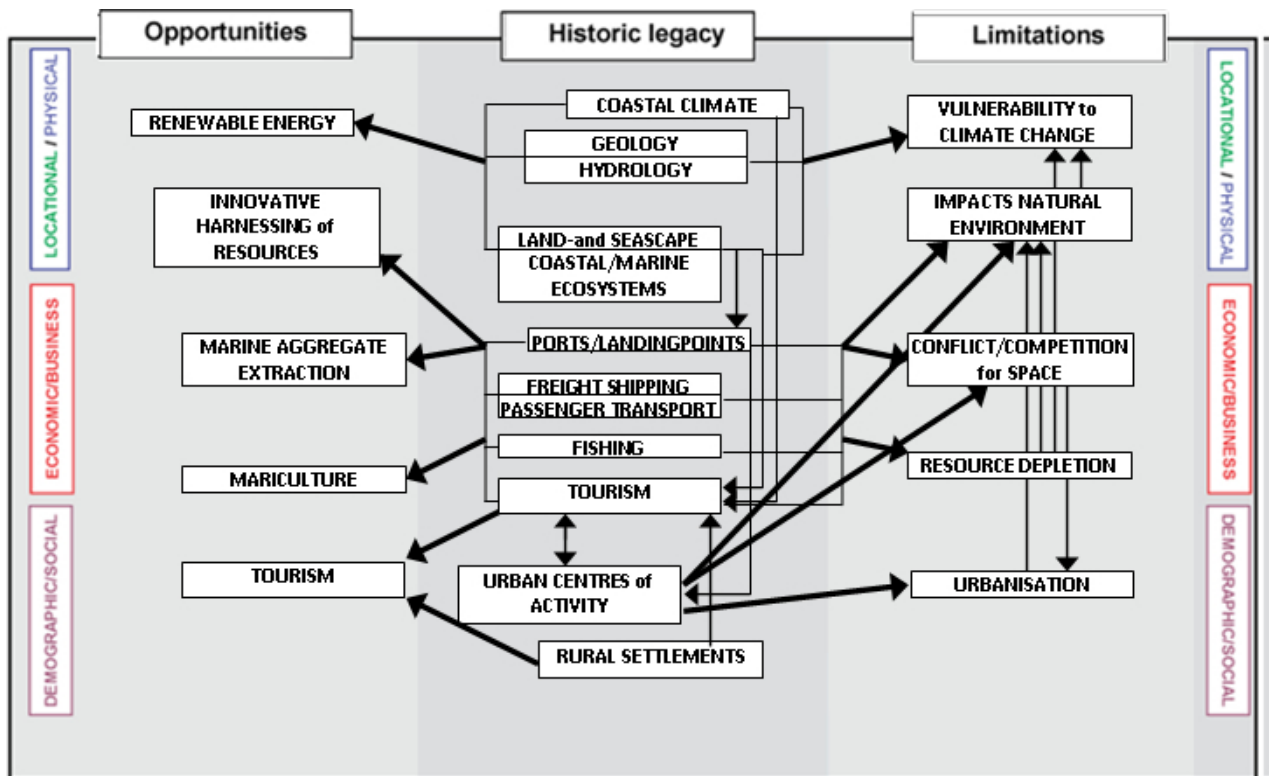 Opportunities
Historic legacy
Limitations
LOCATIONAL / PHYSICAL
ECONOMIC/BUSINESS
DEMOGRAPHIC/SOCIAL
RENEWABLE ENERGY
INNOVATIVE
HARNESSING of
RESOURCES
MARINE AGGREGATE
EXTRACTION
MARICULTURE
TOURISM
COASTAL CLIMATE
GEOLOGY
HYDROLOGY
LAND-and SEASCAPE
COASTAL/MARINE
ECOSYSTEMS
PORTS/LANDINGPOINTS
FREIGHT SHIPPING
PASSENGER TRANSPORT
FISHING
TOURISM
URBAN CENTRES of
ACTIVITY
RURAL SETTLEMENTS
VULNERABILITY to
CLIMATE CHANGE
IMPACTS NATURAL
ENVIRONMENT
CONFLICT/COMPETITION
for SPACE
RESOURCE DEPLETION
URBANISATION
LOCATIONAL / PHYSICAL
ECONOMIC/BUSINESS
DEMOGRAPHIC/SOCIAL